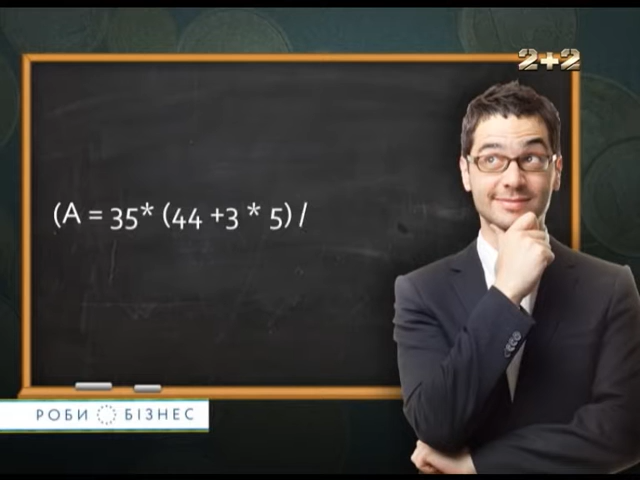 2+2
(A = 35* (44 +3 * 5) /
РОБИ БІЗНЕС